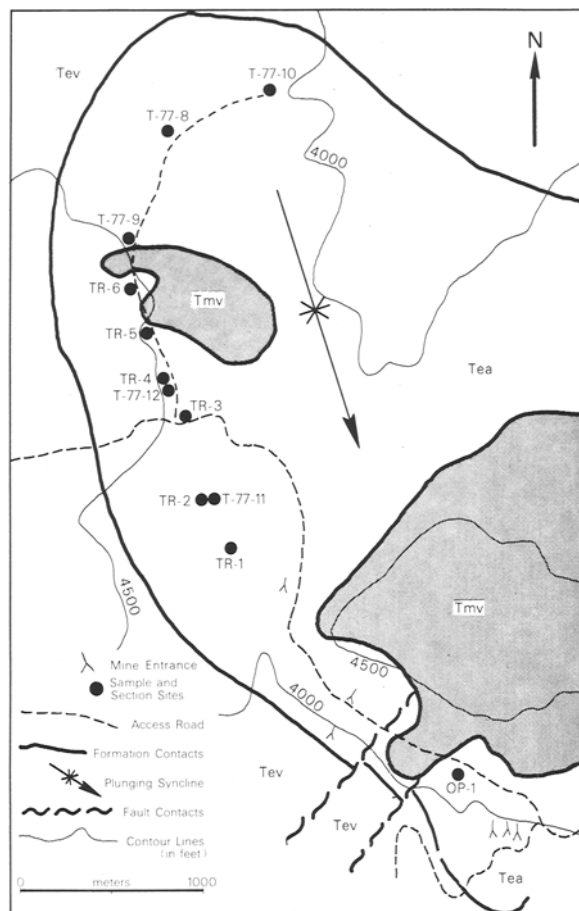 N
Tev
T-77-10
T-77-8
4000
T-77-9
TR-6
Tmv
TR-5
Tea
TR-4
T-77-12
TR-3
TR-2
T-77-11
TR-1
4500
Tmv
4500
4000
Mine Entrance
Sample and
Section Sites
Access Road
Formation Contacts
Plunging Syncline
Fault Contacts
Contour Lines
(in feet)
0 meters 1000
Tev
Tev
OP-1
Tea